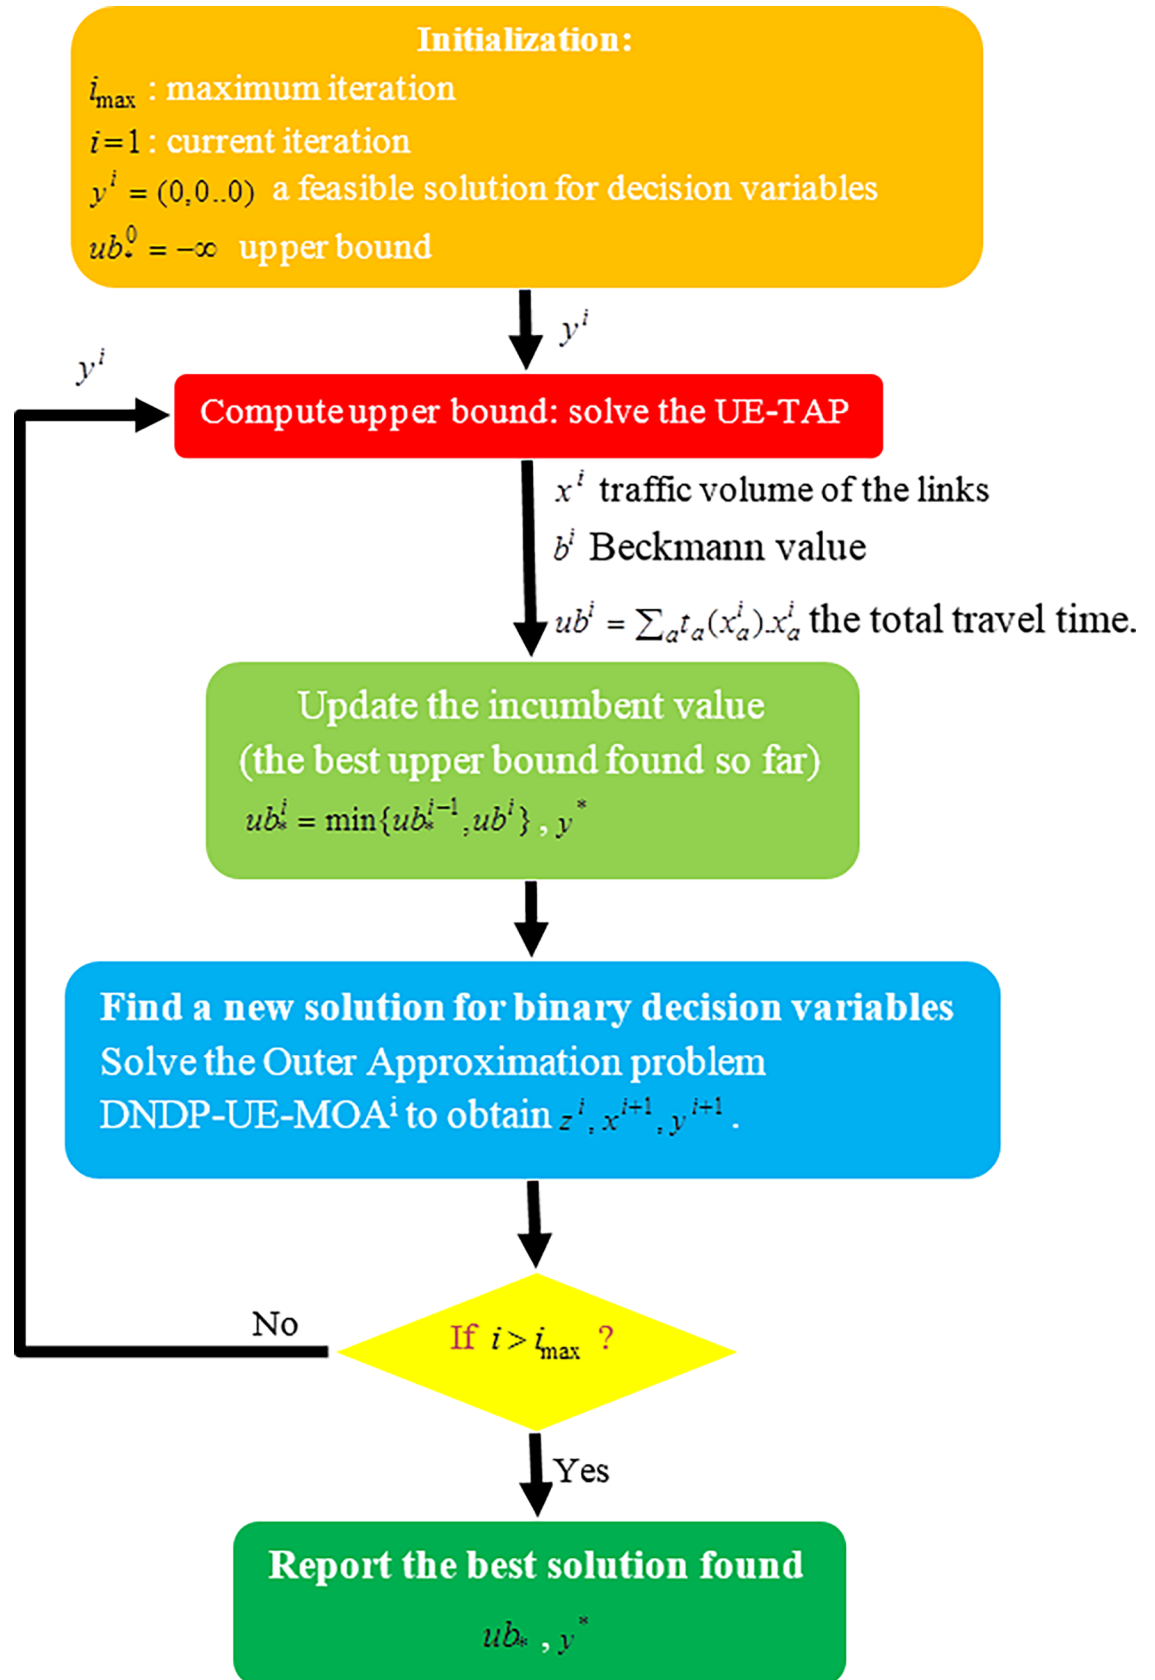 Initialization:
i_max : maximum iteration
i=1 : current iteration
y^i = (0,0..0) a feasible solution for decision variables
ub_*^0 = −∞ upper bound
y^i
y^i
Compute upper bound: solve the UE-TAP
x^i traffic volume of the links
b^i Beckmann value
ub^i = ∑_a t_a(x_a^i).x_a^i the total travel time.
Update the incumbent value
(the best upper bound found so far)
ub_*^i = min{ub_*^{i−1},ub^i} , y^*
Find a new solution for binary decision variables
Solve the Outer Approximation problem
DNDP-UE-MOA^i to obtain z^i, x^{i+1}, y^{i+1} .
No
If i > i_max ?
Yes
Report the best solution found
ub_* , y^*